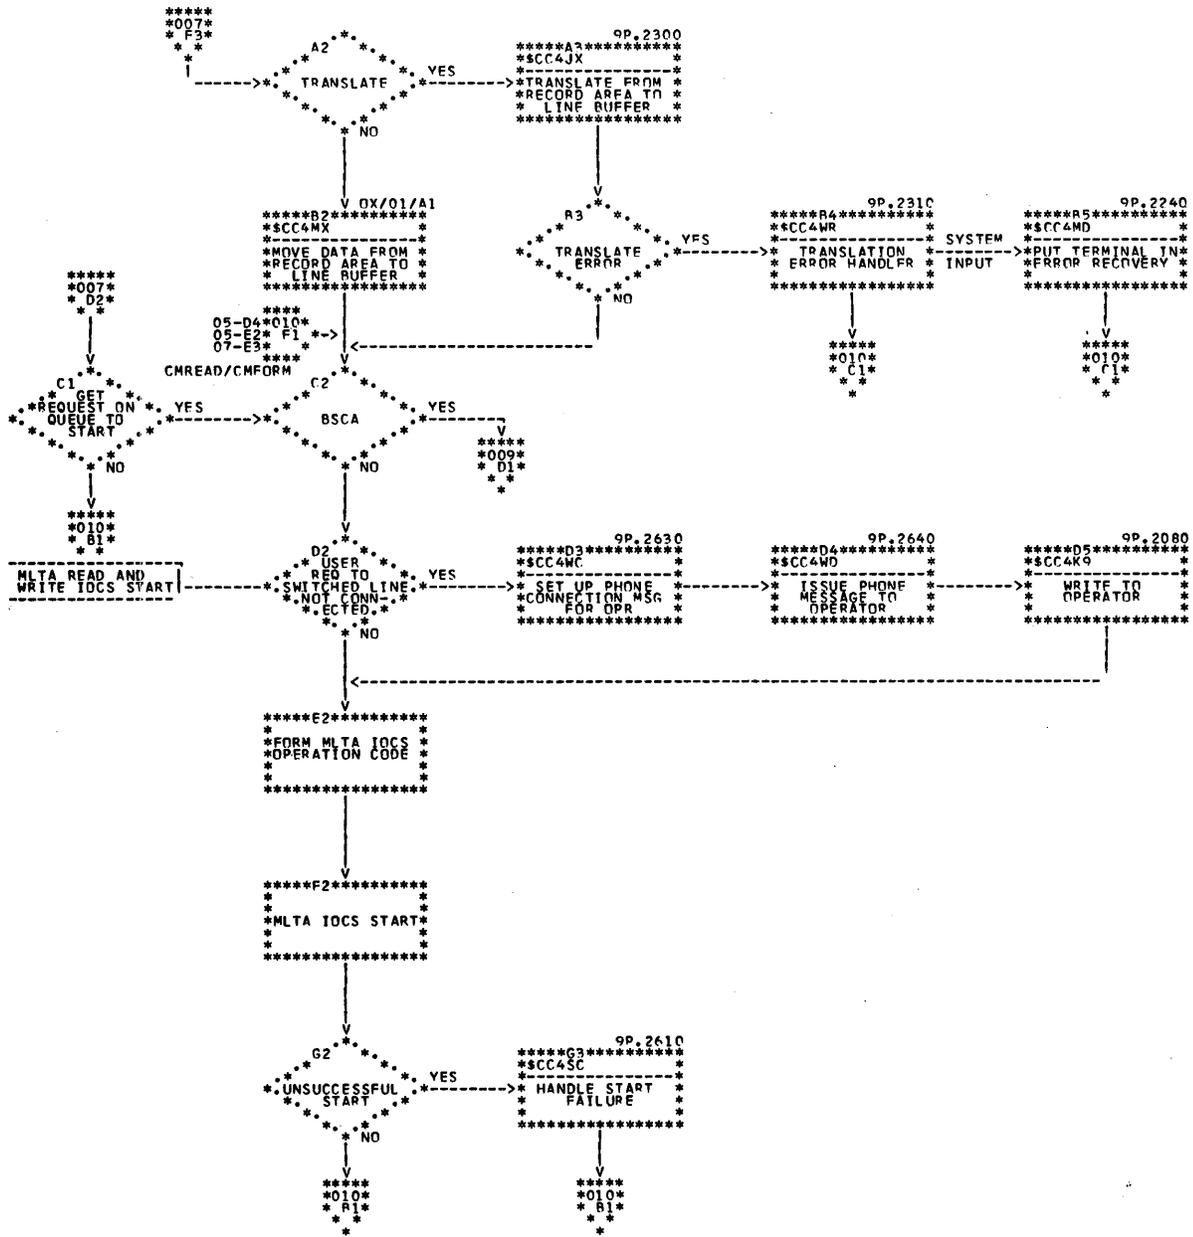 *007*
F3
A2
TRANSLATE
YES
NO
9P.2300
A3
$CC4JX
TRANSLATE FROM
RECORD AREA TO
LINE BUFFER
0X/01/A1
B2
$CC4MX
MOVE DATA FROM
RECORD AREA TO
LINE BUFFER
B3
TRANSLATE
ERROR
YES
NO
9P.2310
B4
$CC4WR
TRANSLATION
ERROR HANDLER
SYSTEM
INPUT
9P.2240
B5
$CC4MD
PUT TERMINAL IN
ERROR RECOVERY
*010*
C1
*010*
C1
*007*
D2
05-D4*010*
05-E2* F1 *
07-E3*
CMREAD/CMFORM
C1
GET
REQUEST ON
QUEUE TO
START
YES
NO
C2
BSCA
YES
NO
*009*
D1
*010*
B1
MLTA READ AND
WRITE IOCS START
D2
USER
REQ TO
SWITCHED LINE
NOT CONN-
ECTED
YES
NO
9P.2630
D3
$CC4WC
SET UP PHONE
CONNECTION MSG
FOR OPR
9P.2640
D4
$CC4WD
ISSUE PHONE
MESSAGE TO
OPERATOR
9P.2080
D5
$CC4K9
WRITE TO
OPERATOR
E2
FORM MLTA IOCS
OPERATION CODE
F2
MLTA IOCS START
G2
UNSUCCESSFUL
START
YES
NO
9P.2610
G3
$CC4SC
HANDLE START
FAILURE
*010*
B1
*010*
B1